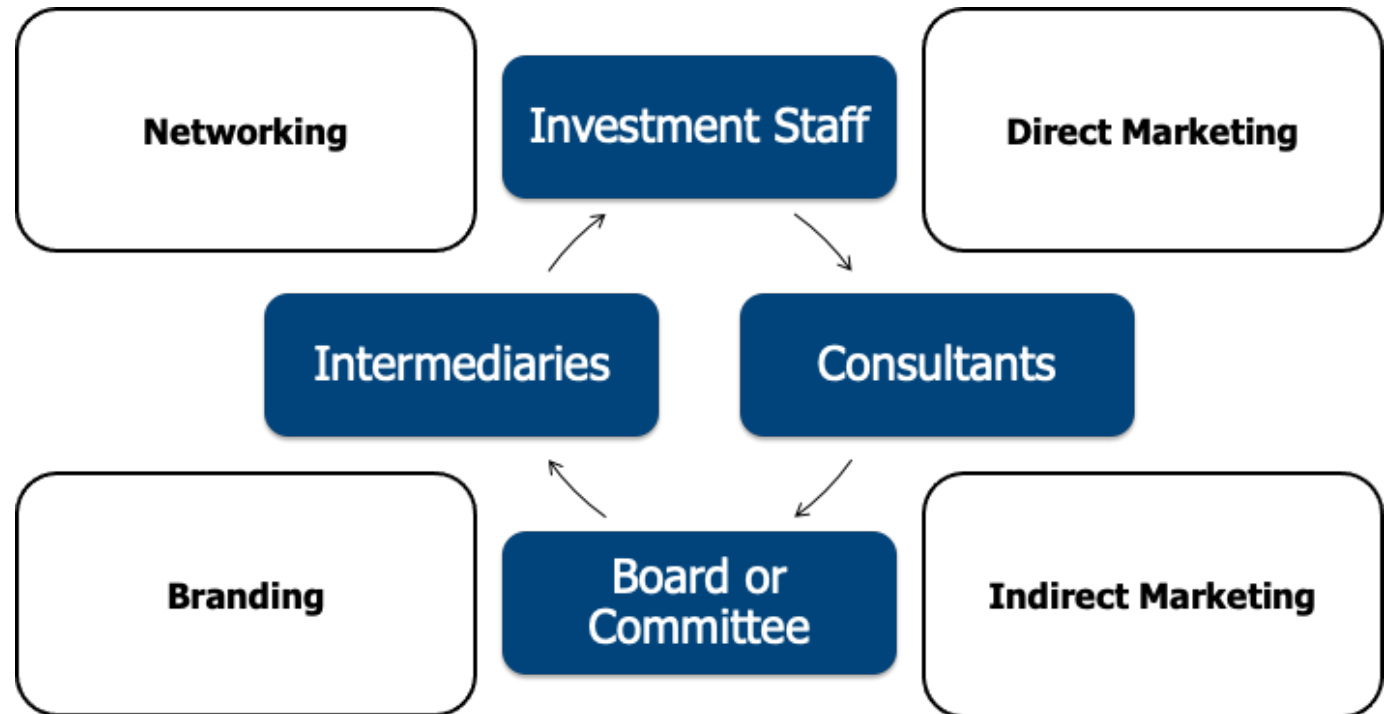 Networking
Investment Staff
Direct Marketing
Intermediaries
Consultants
Branding
Board or
Committee
Indirect Marketing